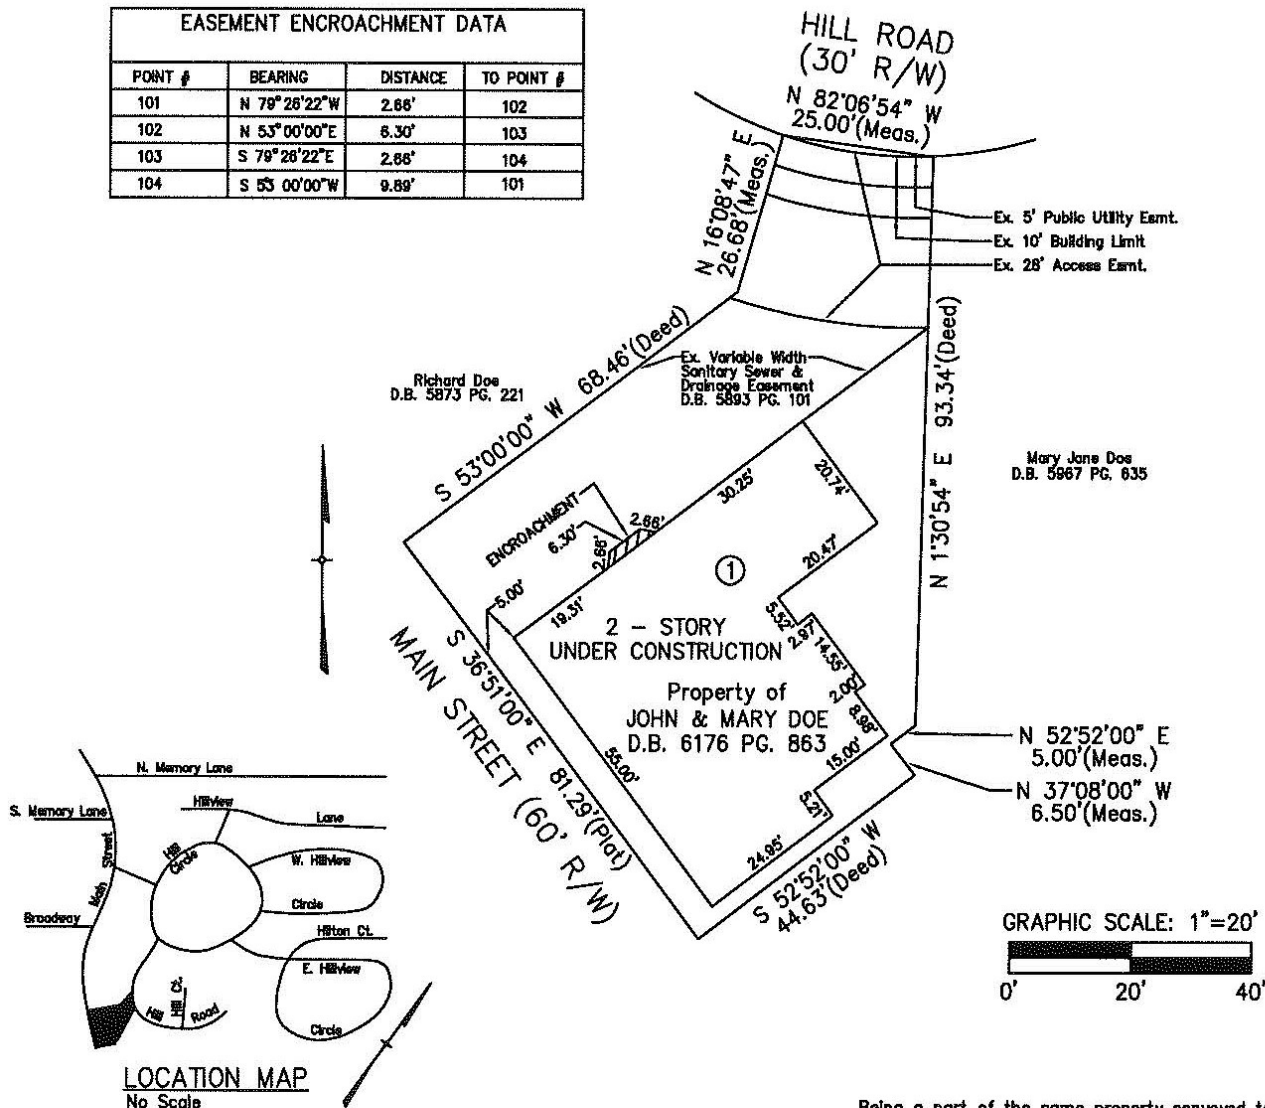 EASEMENT ENCROACHMENT DATA
POINT # BEARING DISTANCE TO POINT #
101 N 79°26'22"W 2.66' 102
102 N 53°00'00"E 6.30' 103
103 S 79°26'22"E 2.66' 104
104 S 53 00'00"W 9.89' 101
HILL ROAD
(30' R/W)
N 82°06'54" W
25.00'(Meas.)
N 16°08'47" E
26.68'(Meas.)
Ex. 5' Public Utility Esmt.
Ex. 10' Building Limit
Ex. 28' Access Esmt.
S 53°00'00" W 68.46'(Deed)
Richard Doe
D.B. 5873 PG. 221
Ex. Variable Width
Sanitary Sewer &
Drainage Easement
D.B. 5893 PG. 101
N 1°30'54" E 93.34'(Deed)
Mary Jane Doe
D.B. 5967 PG. 635
ENCROACHMENT
6.30'
2.66'
2.66'
30.25'
20.74'
20.47'
5.00'
19.31'
1
5.52'
2.97'
14.55'
2.00'
8.98'
2 - STORY
UNDER CONSTRUCTION
Property of
JOHN & MARY DOE
D.B. 6176 PG. 863
15.00'
5.21'
24.95'
55.00'
S 36°51'00" E 81.29'(Plat)
MAIN STREET (60' R/W)
S 52°52'00" W
44.63'(Deed)
N 52°52'00" E
5.00'(Meas.)
N 37°08'00" W
6.50'(Meas.)
N. Memory Lane
S. Memory Lane
Hillview
Lane
Main Street
Hill
Circle
W. Hillview
Circle
Broadway
Hilton Ct.
E. Hillview
Circle
Hill Ct.
Hill Road
LOCATION MAP
No Scale
GRAPHIC SCALE: 1"=20'
0' 20' 40'